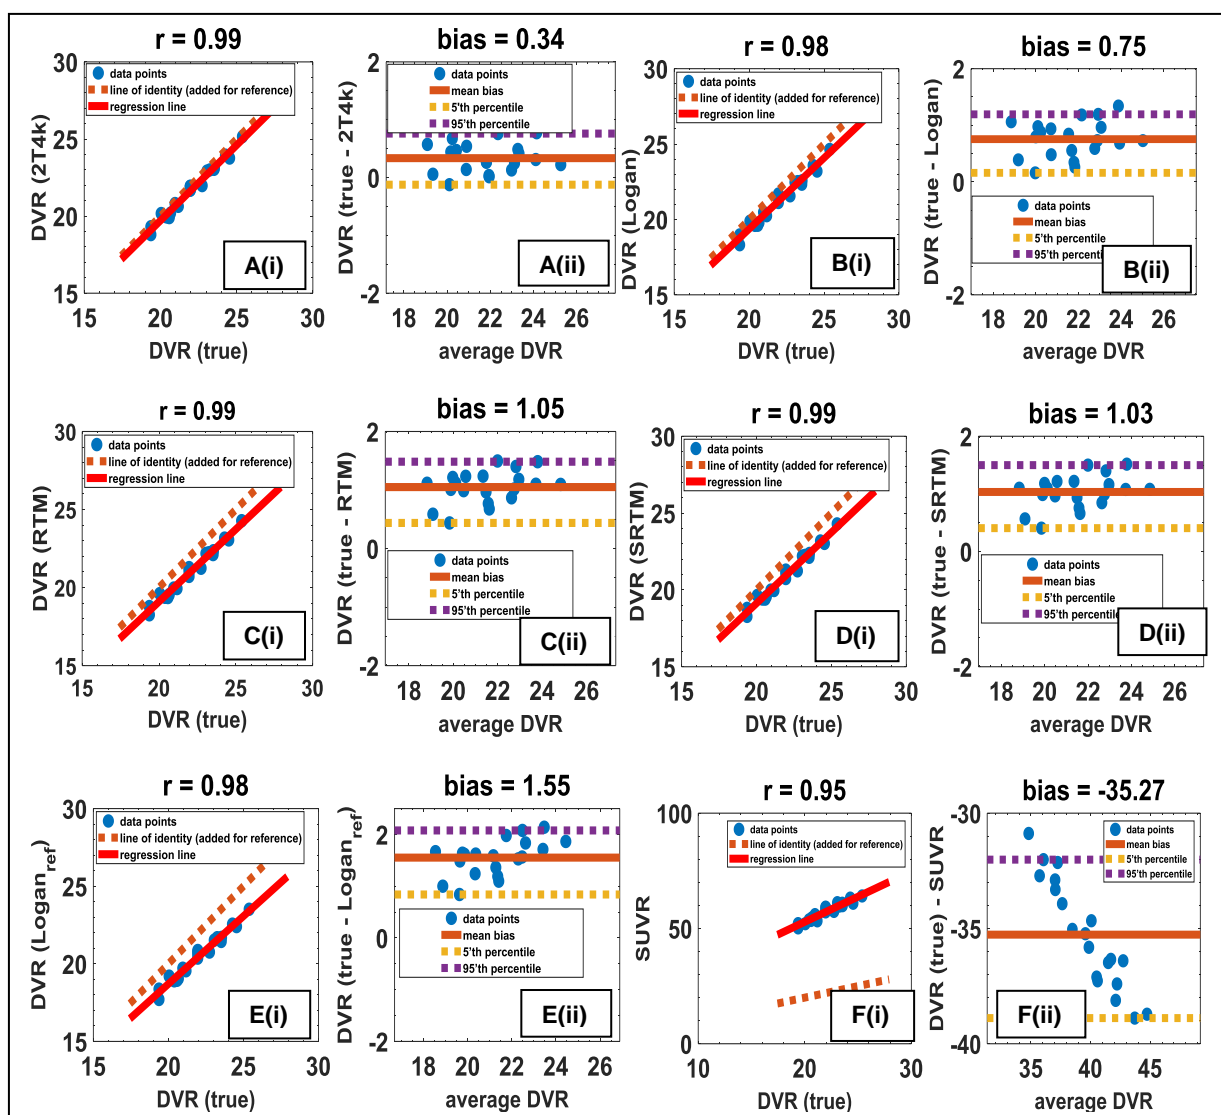 r = 0.99
30
25
20
15
15 20 25 30
DVR (2T4k)
DVR (true)
data points
line of identity (added for reference)
regression line
A(i)
bias = 0.34
2
0
-2
18 20 22 24 26
DVR (true - 2T4k)
average DVR
data points
mean bias
5'th percentile
95'th percentile
A(ii)
r = 0.98
30
25
20
15
15 20 25 30
DVR (Logan)
DVR (true)
data points
line of identity (added for reference)
regression line
B(i)
bias = 0.75
2
0
-2
18 20 22 24 26
DVR (true - Logan)
average DVR
data points
mean bias
5'th percentile
95'th percentile
B(ii)
r = 0.99
30
25
20
15
15 20 25 30
DVR (RTM)
DVR (true)
data points
line of identity (added for reference)
regression line
C(i)
bias = 1.05
2
0
-2
18 20 22 24 26
DVR (true - RTM)
average DVR
data points
mean bias
5'th percentile
95'th percentile
C(ii)
r = 0.99
30
25
20
15
15 20 25 30
DVR (SRTM)
DVR (true)
data points
line of identity (added for reference)
regression line
D(i)
bias = 1.03
2
0
-2
18 20 22 24 26
DVR (true - SRTM)
average DVR
data points
mean bias
5'th percentile
95'th percentile
D(ii)
r = 0.98
30
25
20
15
15 20 25 30
DVR (Logan_ref)
DVR (true)
data points
line of identity (added for reference)
regression line
E(i)
bias = 1.55
2
0
-2
18 20 22 24 26
DVR (true - Logan_ref)
average DVR
data points
mean bias
5'th percentile
95'th percentile
E(ii)
r = 0.95
100
50
0
10 20 30
SUVR
DVR (true)
data points
line of identity (added for reference)
regression line
F(i)
bias = -35.27
-30
-35
-40
35 40 45
DVR (true) - SUVR
average DVR
data points
mean bias
5'th percentile
95'th percentile
F(ii)